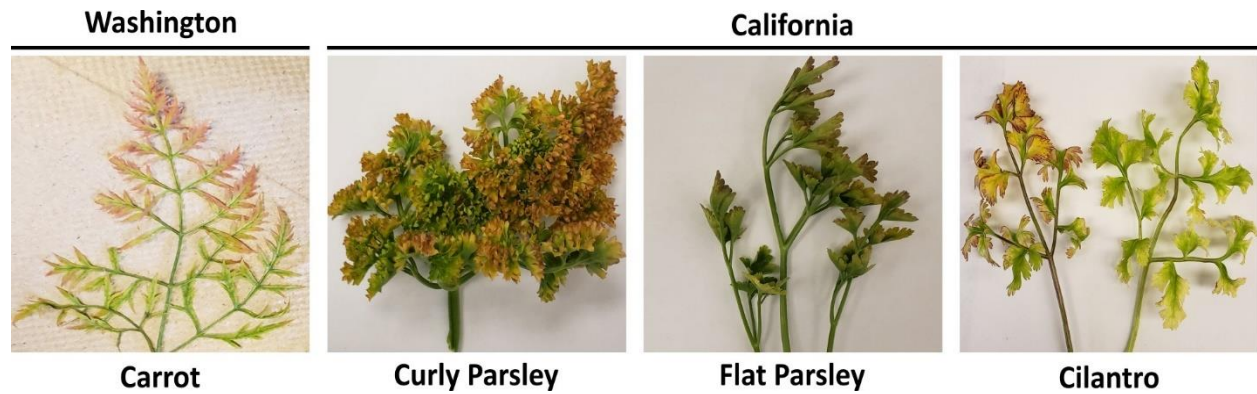 Washington
California
Carrot
Curly Parsley
Flat Parsley
Cilantro